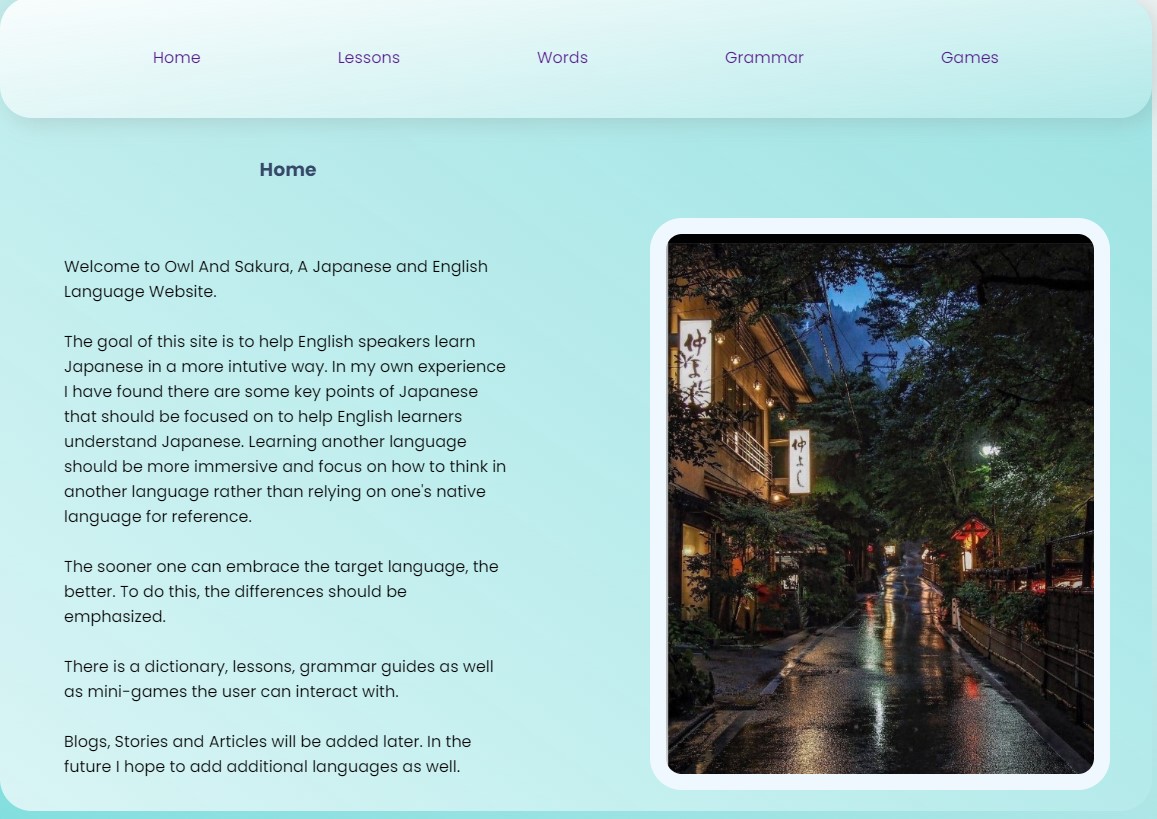 Home
Lessons
Words
Grammar
Games
Home
Welcome to Owl And Sakura, A Japanese and English
Language Website.
The goal of this site is to help English speakers learn
Japanese in a more intutive way. In my own experience
I have found there are some key points of Japanese
that should be focused on to help English learners
understand Japanese. Learning another language
should be more immersive and focus on how to think in
another language rather than relying on one's native
language for reference.
The sooner one can embrace the target language, the
better. To do this, the differences should be
emphasized.
There is a dictionary, lessons, grammar guides as well
as mini-games the user can interact with.
Blogs, Stories and Articles will be added later. In the
future I hope to add additional languages as well.
仲よし